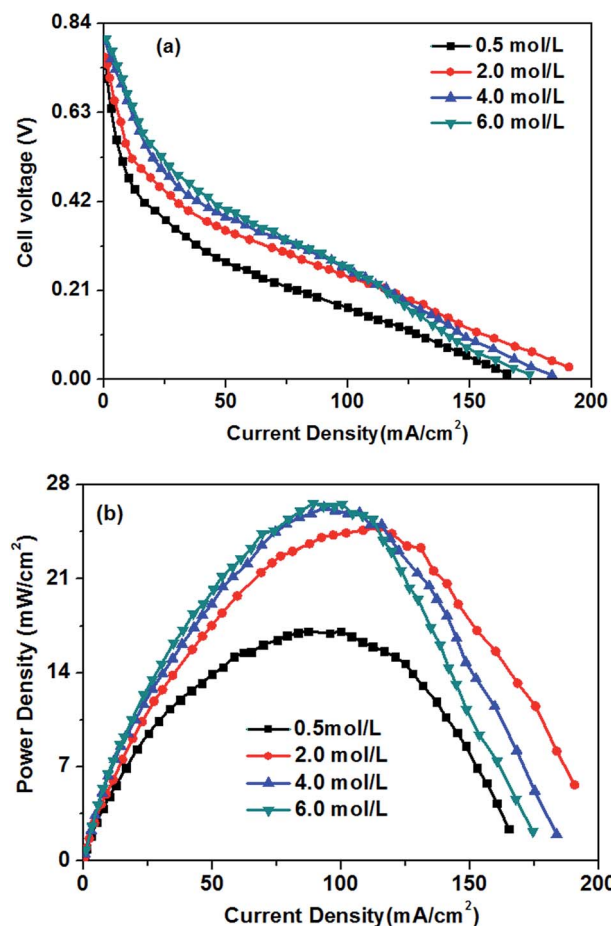 (a)
0.5 mol/L
2.0 mol/L
4.0 mol/L
6.0 mol/L
0.84
0.63
0.42
0.21
0.00
Cell voltage (V)
0 50 100 150 200
Current Density(mA/cm²)
(b)
28
21
14
7
0
Power Density (mW/cm²)
0.5mol/L
2.0 mol/L
4.0 mol/L
6.0 mol/L
0 50 100 150 200
Current Density(mA/cm²)